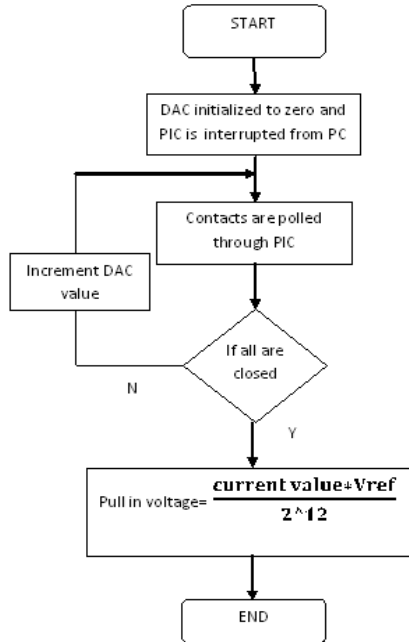 START
DAC initialized to zero and
PIC is interrupted from PC
Contacts are polled
through PIC
Increment DAC
value
If all are
closed
N
Y
Pull in voltage= current value*Vref
2^12
END